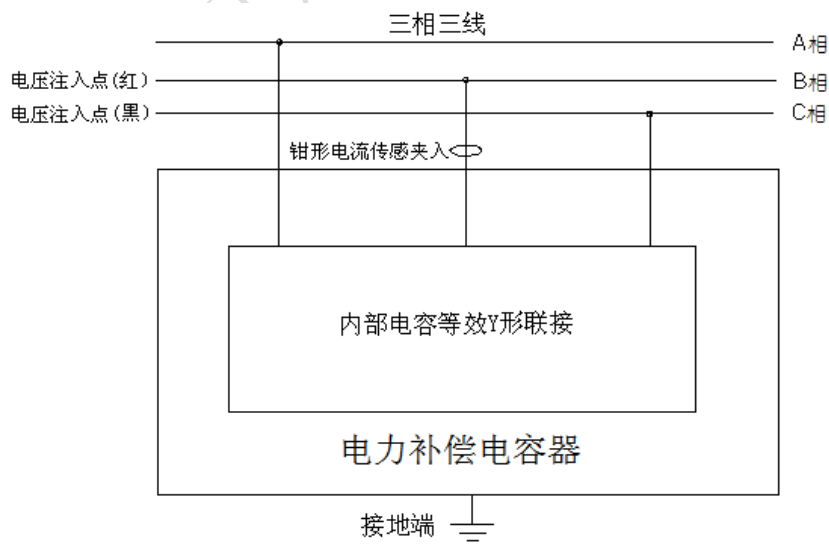 三相三线
A相
电压注入点(红)
B相
电压注入点(黑)
C相
钳形电流传感夹入
内部电容等效Y形联接
电力补偿电容器
接地端